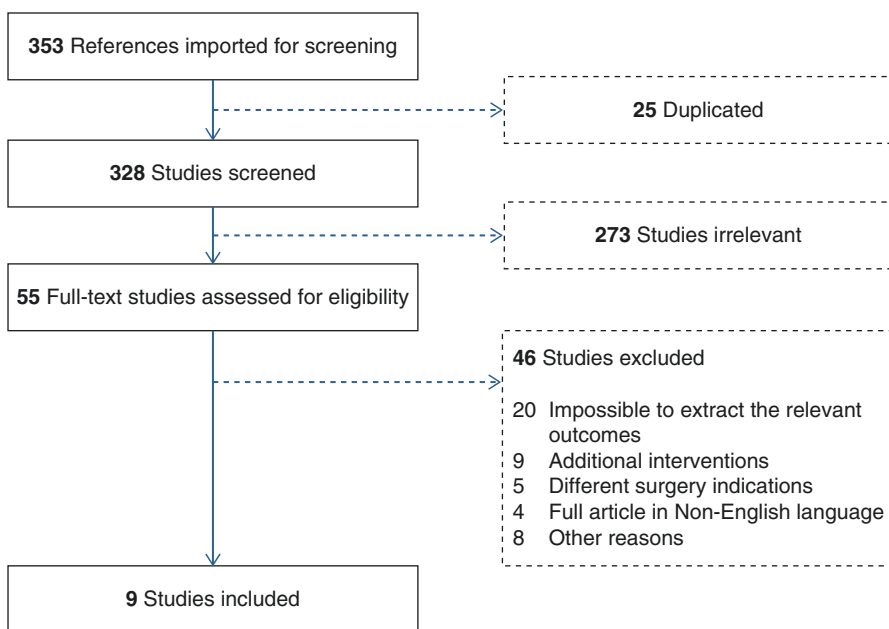 353 References imported for screening
25 Duplicated
328 Studies screened
273 Studies irrelevant
55 Full-text studies assessed for eligibility
46 Studies excluded
20 Impossible to extract the relevant
outcomes
9 Additional interventions
5 Different surgery indications
4 Full article in Non-English language
8 Other reasons
9 Studies included